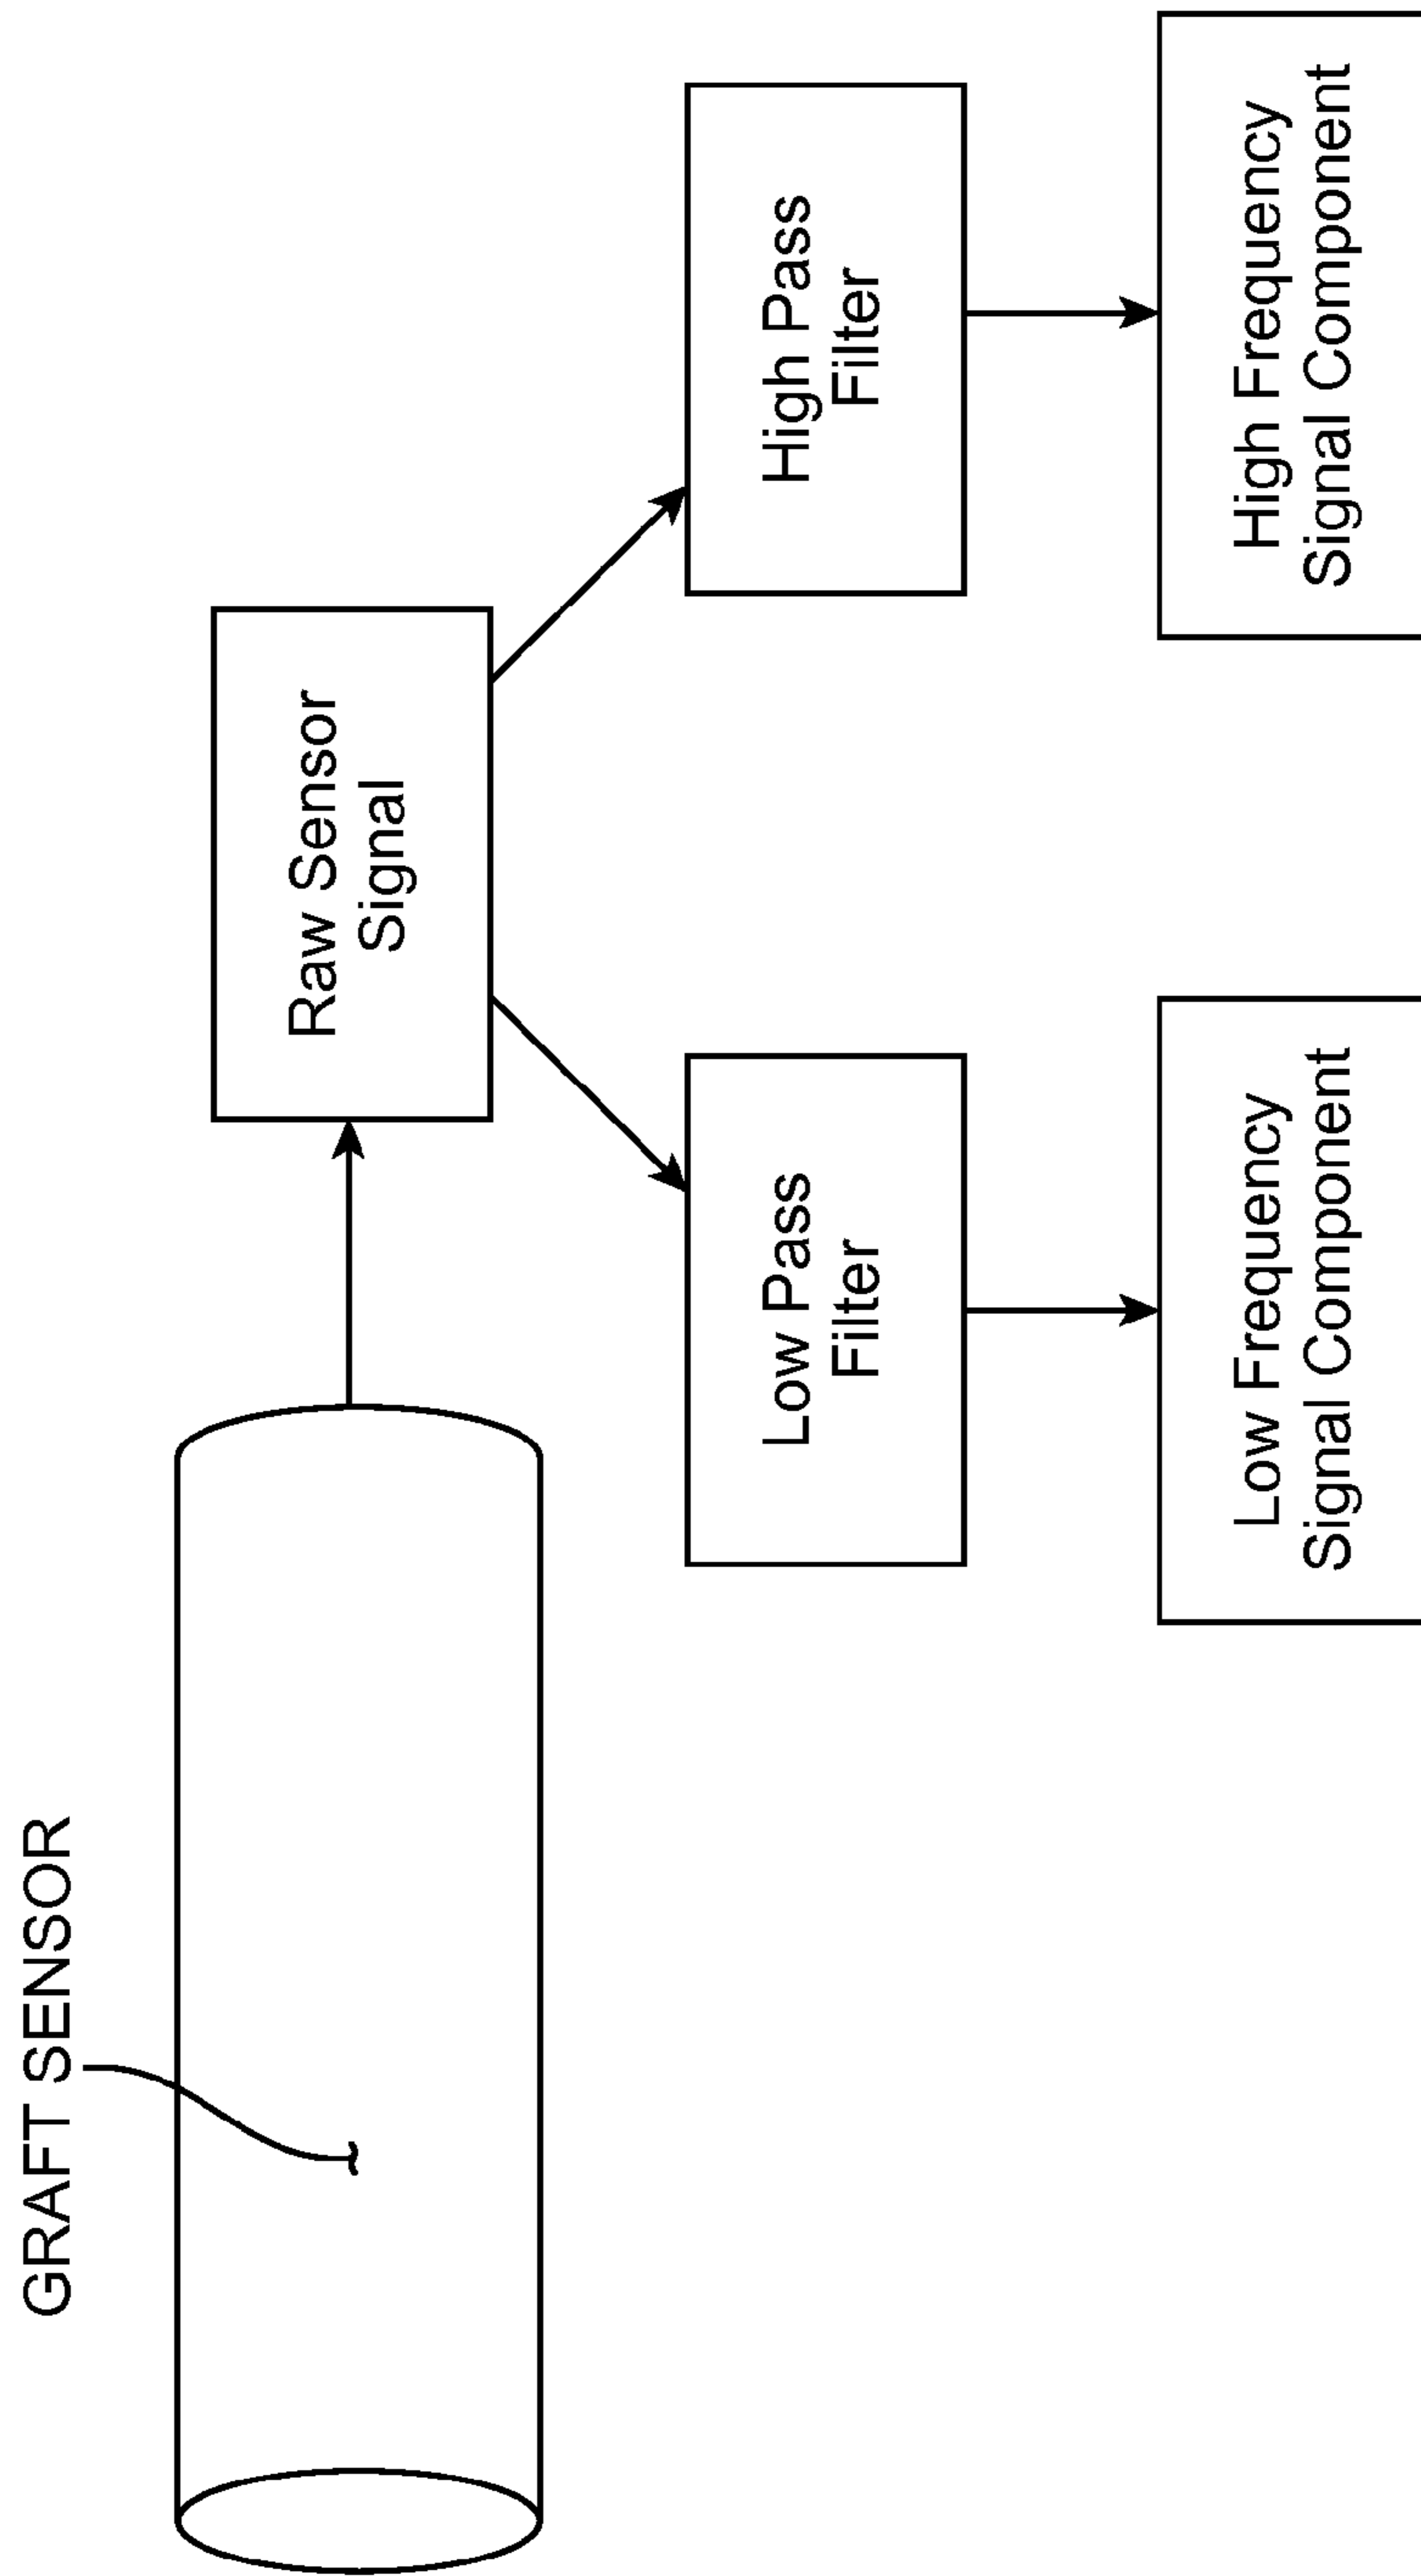 GRAFT SENSOR
Raw Sensor
Signal
Low Pass
Filter
High Pass
Filter
Low Frequency
Signal Component
High Frequency
Signal Component